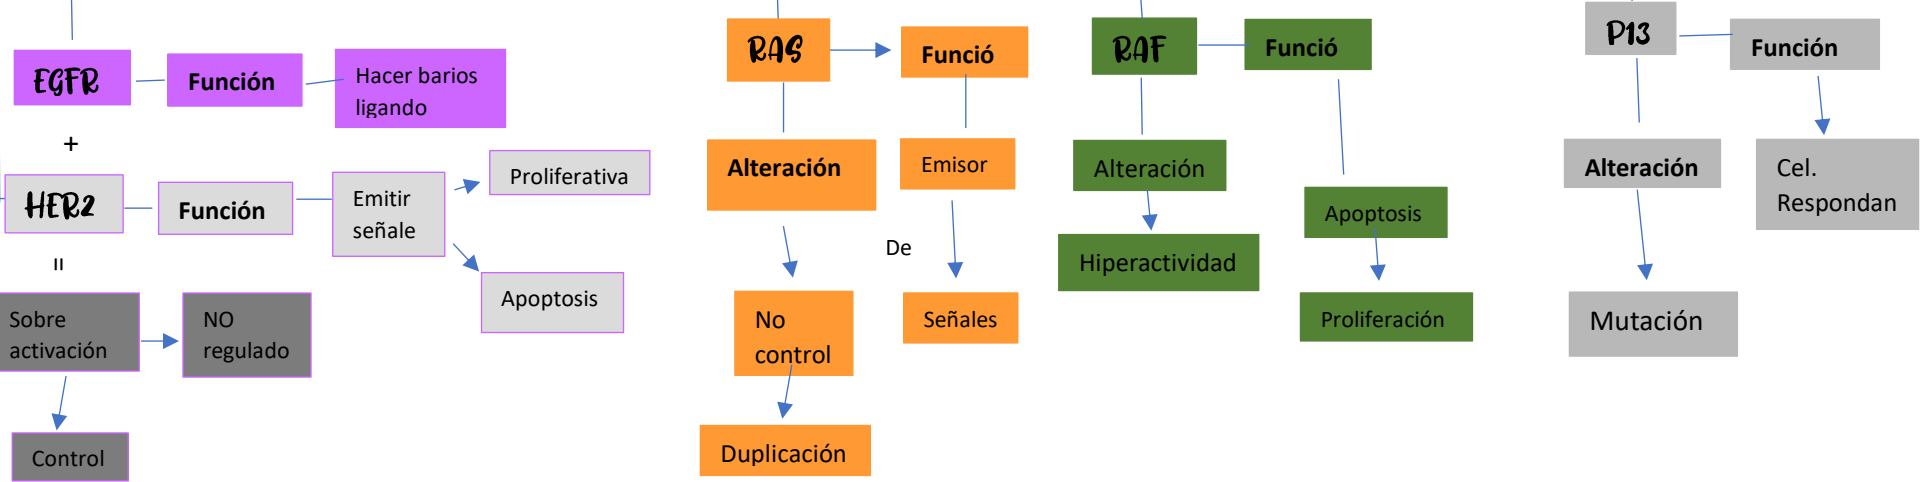 EGFR
Función
Hacer barios
ligando
+
HER2
Función
Emitir
señale
Proliferativa
Apoptosis
=
Sobre
activación
NO
regulado
Control
RAS
Funció
Alteración
Emisor
De
No
control
Señales
Duplicación
RAF
Funció
Alteración
Hiperactividad
Apoptosis
Proliferación
P13
Función
Alteración
Cel.
Respondan
Mutación